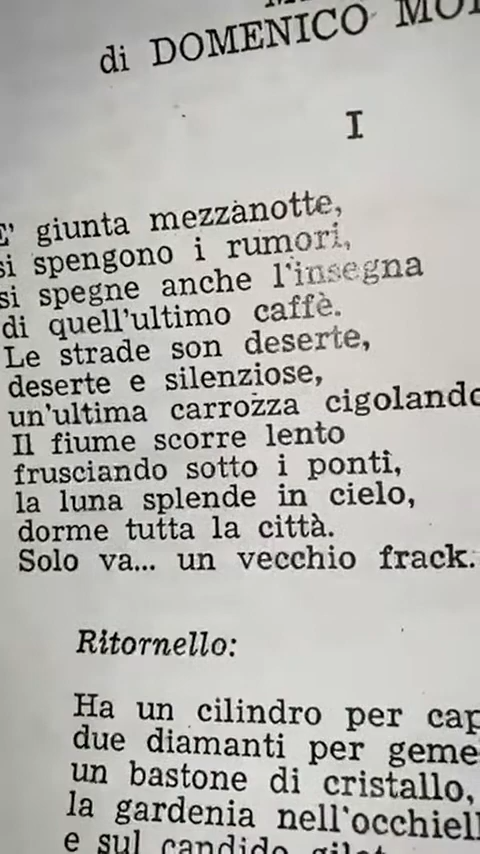 di DOMENICO MO
I
E' giunta mezzanotte,
si spengono i rumori,
si spegne anche l'insegna
di quell'ultimo caffè.
Le strade son deserte,
deserte e silenziose,
un'ultima carrozza cigolando
Il fiume scorre lento
frusciando sotto i ponti,
la luna splende in cielo,
dorme tutta la città.
Solo va... un vecchio frack.
Ritornello:
Ha un cilindro per cap
due diamanti per geme
un bastone di cristallo,
la gardenia nell'occhiell
e sul candido gilet